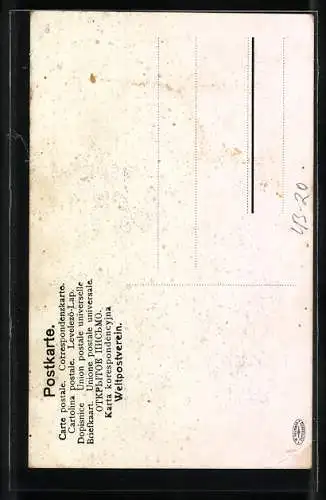 Postkarte.
Carte postale. Correspondenzkarte.
Cartolina postale. Levelező-Lap.
Dopisnice Union postale universelle
Briefkaart. Unione postale universale.
ОТКРЫТОЕ ПИСЬМО.
Karta korespondencyjna
Weltpostverein.
43-20